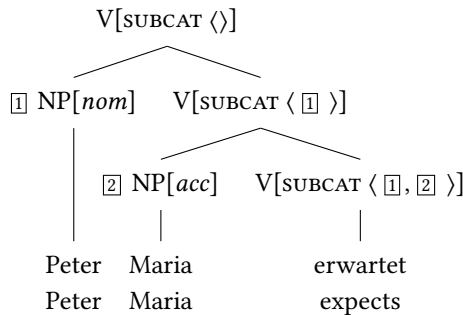 V[SUBCAT ⟨⟩]
1 NP[nom] V[SUBCAT ⟨ 1 ⟩]
2 NP[acc] V[SUBCAT ⟨ 1, 2 ⟩]
Peter Maria erwartet
Peter Maria expects